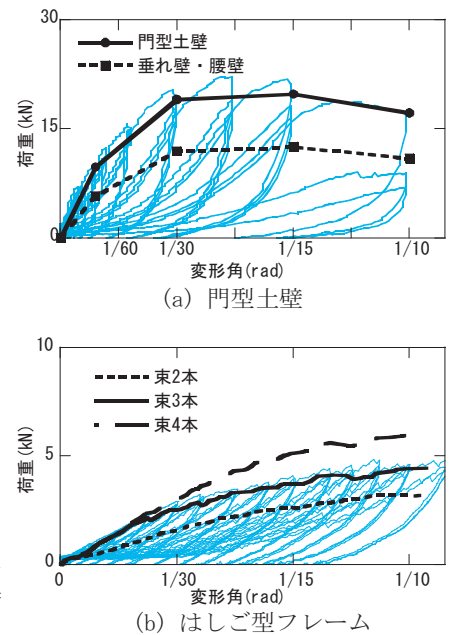 30
門型土壁
垂れ壁・腰壁
荷重(kN)
15
0
1/60 1/30 1/15 1/10
変形角(rad)
(a) 門型土壁
10
束2本
束3本
束4本
荷重(kN)
5
0
0 1/30 1/15 1/10
変形角(rad)
(b) はしご型フレーム